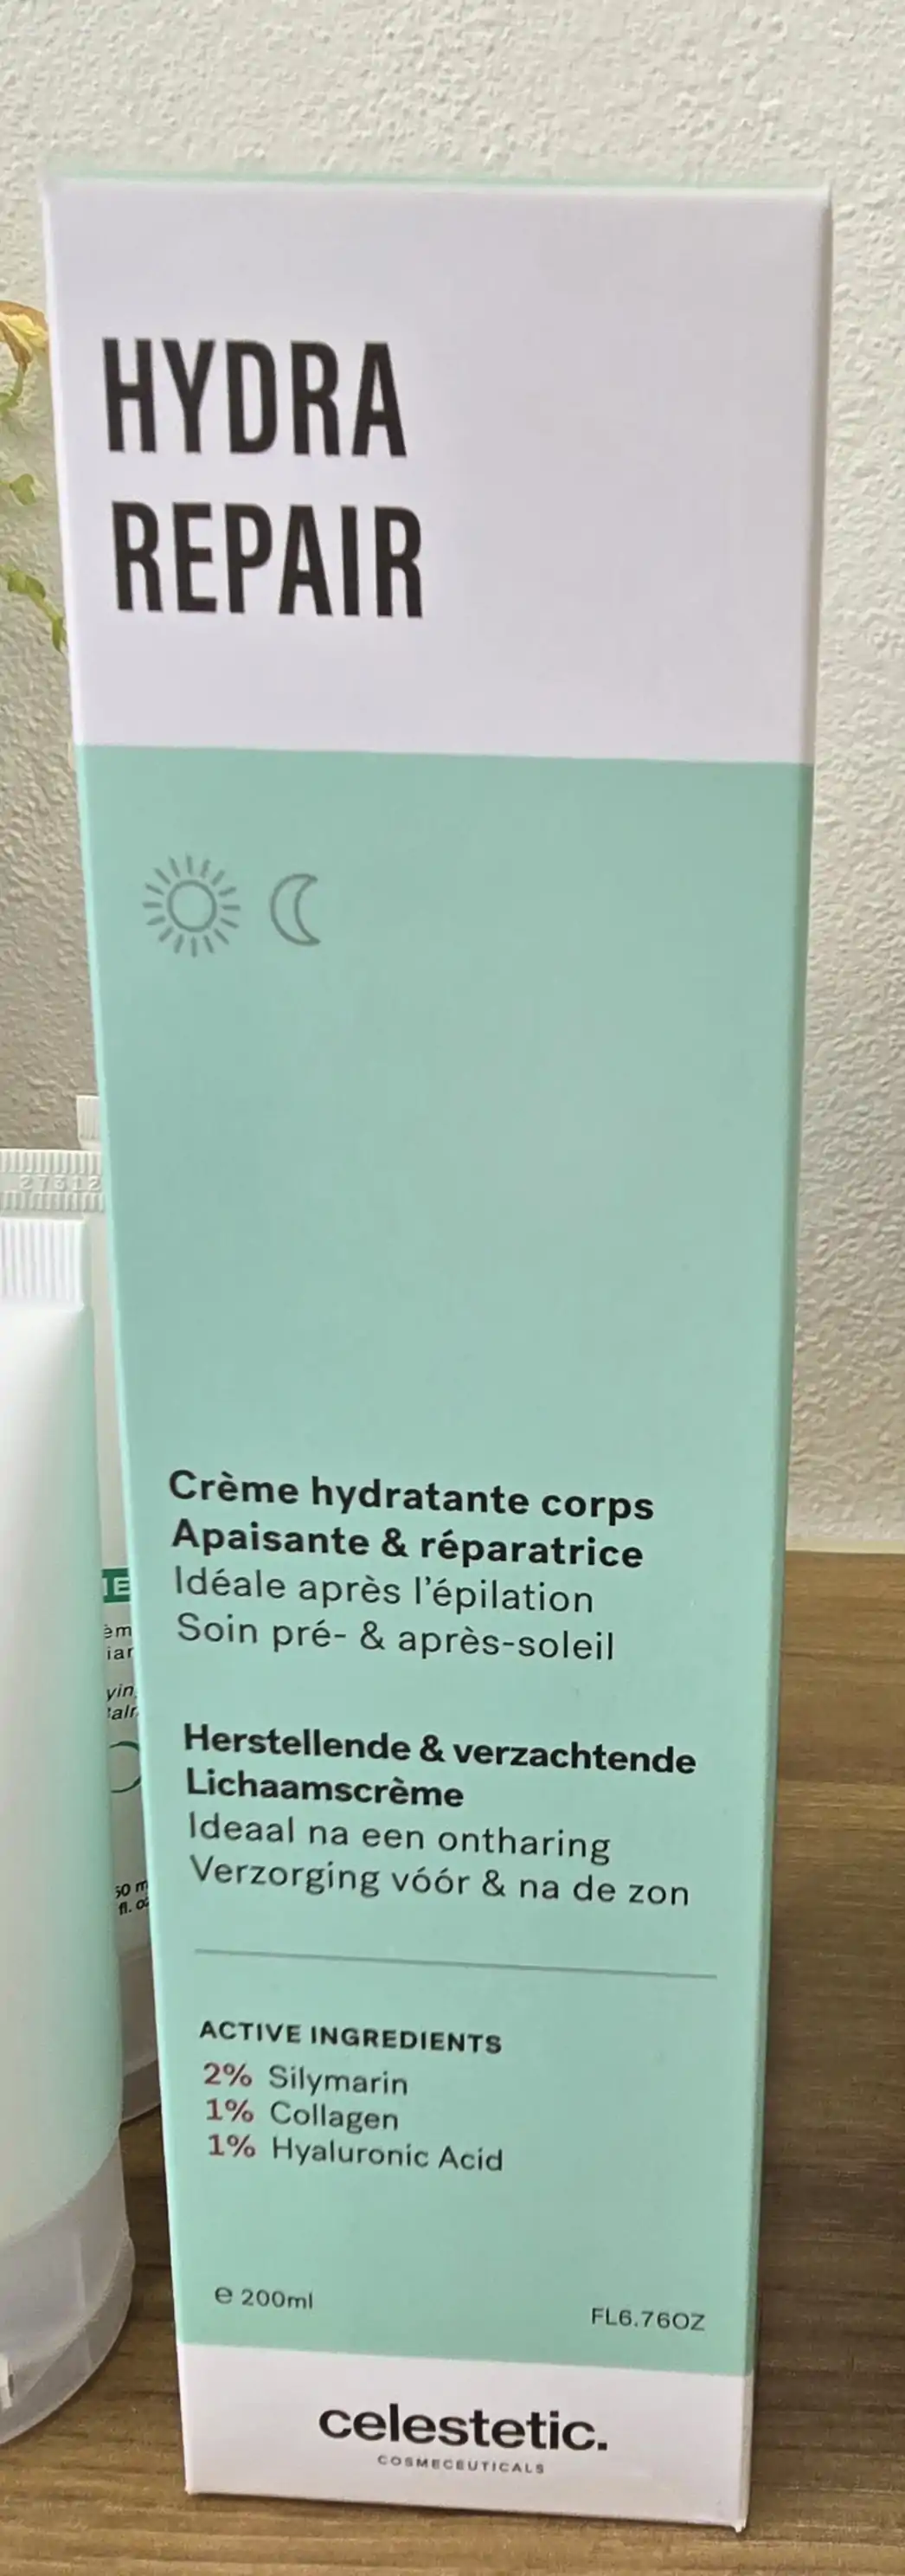 HYDRA
REPAIR
Crème hydratante corps
Apaisante & réparatrice
Idéale après l'épilation
Soin pré- & après-soleil
Herstellende & verzachtende
Lichaamscrème
Ideaal na een ontharing
Verzorging vóór & na de zon
ACTIVE INGREDIENTS
2% Silymarin
1% Collagen
1% Hyaluronic Acid
e 200ml
FL6.76OZ
celestetic.
COSMECEUTICALS